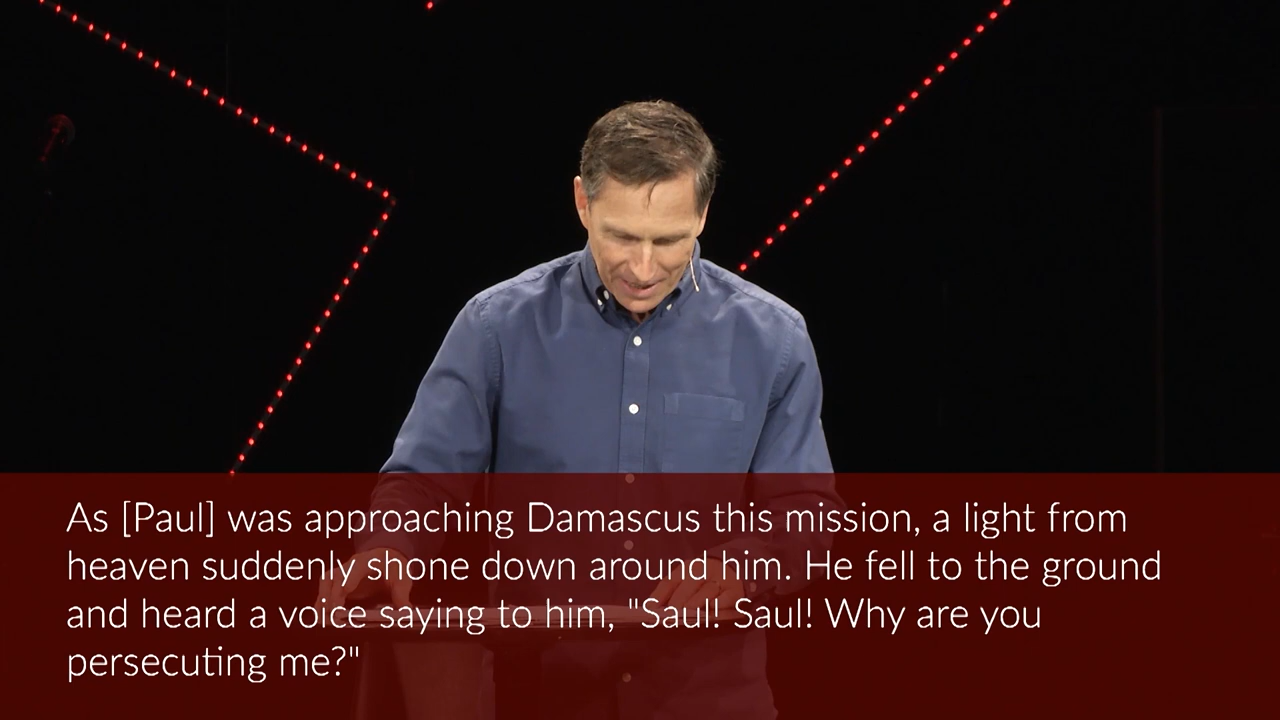 As [Paul] was approaching Damascus this mission, a light from
heaven suddenly shone down around him. He fell to the ground
and heard a voice saying to him, "Saul! Saul! Why are you
persecuting me?"